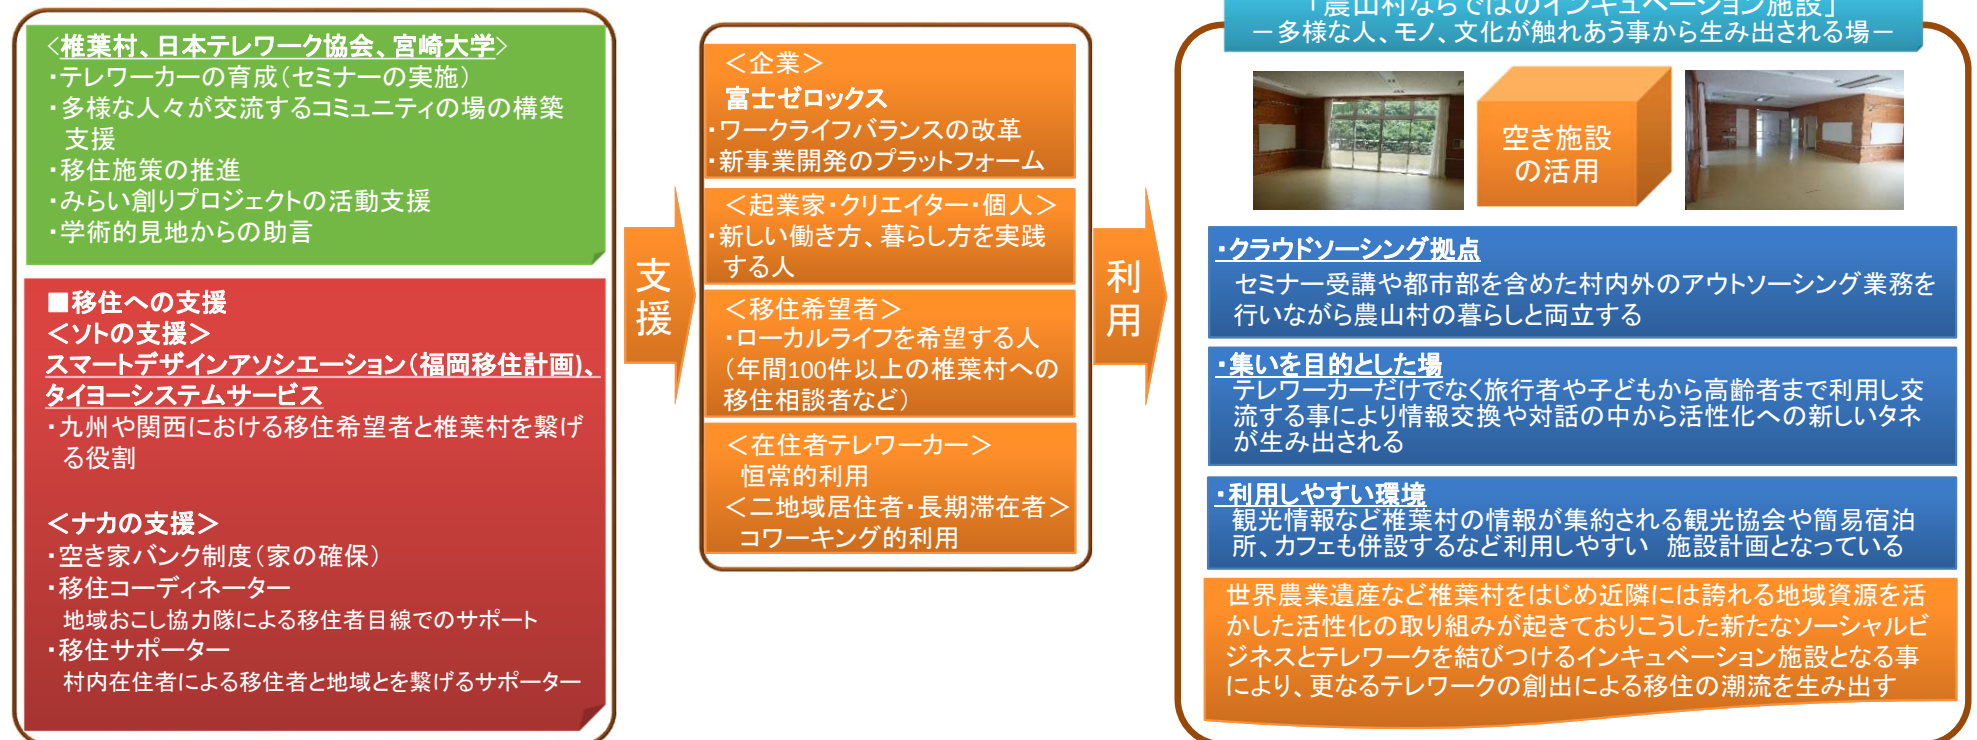 <椎葉村、日本テレワーク協会、宮崎大学>
・テレワーカーの育成（セミナーの実施）
・多様な人々が交流するコミュニティの場の構築
支援
・移住施策の推進
・みらい創りプロジェクトの活動支援
・学術的見地からの助言
■移住への支援
＜ソトの支援＞
スマートデザインアソシエーション（福岡移住計画)、
タイヨーシステムサービス
・九州や関西における移住希望者と椎葉村を繋げ
る役割
＜ナカの支援＞
・空き家バンク制度（家の確保）
・移住コーディネーター
地域おこし協力隊による移住者目線でのサポート
・移住サポーター
村内在住者による移住者と地域とを繋げるサポーター
支援
＜企業＞
富士ゼロックス
・ワークライフバランスの改革
・新事業開発のプラットフォーム
＜起業家・クリエイター・個人＞
・新しい働き方、暮らし方を実践
する人
＜移住希望者＞
・ローカルライフを希望する人
（年間100件以上の椎葉村への
移住相談者など）
＜在住者テレワーカー＞
恒常的利用
＜二地域居住者・長期滞在者＞
コワーキング的利用
利用
「農山村ならではのインキュベーション施設」
－多様な人、モノ、文化が触れあう事から生み出される場－
空き施設
の活用
・クラウドソーシング拠点
セミナー受講や都市部を含めた村内外のアウトソーシング業務を
行いながら農山村の暮らしと両立する
・集いを目的とした場
テレワーカーだけでなく旅行者や子どもから高齢者まで利用し交
流する事により情報交換や対話の中から活性化への新しいタネ
が生み出される
・利用しやすい環境
観光情報など椎葉村の情報が集約される観光協会や簡易宿泊
所、カフェも併設するなど利用しやすい　施設計画となっている
世界農業遺産など椎葉村をはじめ近隣には誇れる地域資源を活
かした活性化の取り組みが起きておりこうした新たなソーシャルビ
ジネスとテレワークを結びつけるインキュベーション施設となる事
により、更なるテレワークの創出による移住の潮流を生み出す